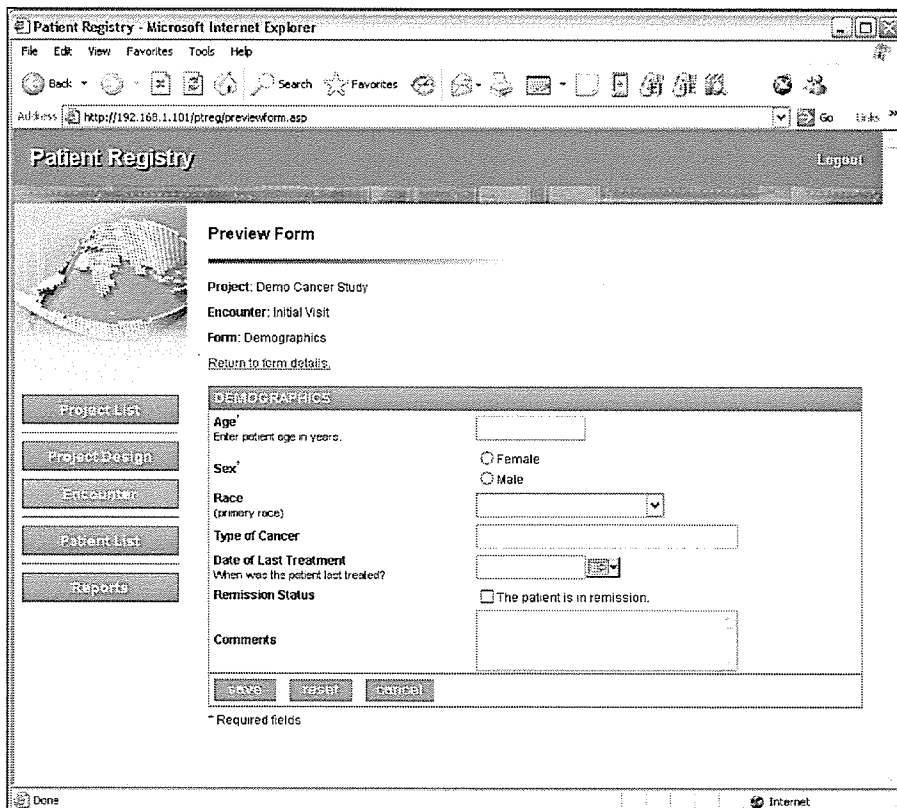 Patient Registry - Microsoft Internet Explorer
File Edit View Favorites Tools Help
Back Search Favorites
Address http://192.168.1.101/ptreg/previewform.asp Go Links »
Patient Registry Logout
Preview Form
Project: Demo Cancer Study
Encounter: Initial Visit
Form: Demographics
Return to form details.
Project List
Project Design
Encounter
Patient List
Reports
DEMOGRAPHICS
Age*
Enter patient age in years.
Sex*
Female
Male
Race
(primary race)
Type of Cancer
Date of Last Treatment
When was the patient last treated?
Remission Status
The patient is in remission.
Comments
save reset cancel
* Required fields
Done Internet